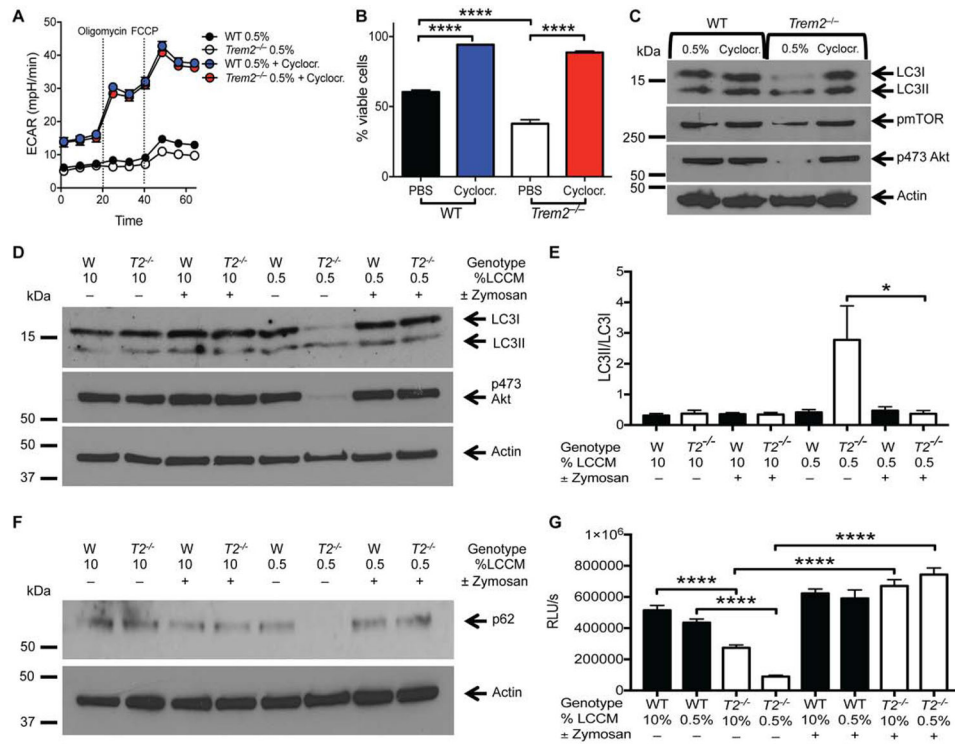 A
ECAR (mpH/min)
50
40
30
20
10
0
Oligomycin FCCP
0 20 40 60
Time
WT 0.5%
Trem2–/– 0.5%
WT 0.5% + Cyclocr.
Trem2–/– 0.5% + Cyclocr.
B
% viable cells
100
50
0
****
**** ****
PBS Cyclocr. PBS Cyclocr.
WT Trem2–/–
C
WT Trem2–/–
kDa 0.5% Cyclocr. 0.5% Cyclocr.
15
LC3I
LC3II
250
pmTOR
50
p473 Akt
50
Actin
D
W T2-/- W T2-/- W T2-/- W T2-/- Genotype
10 10 10 10 0.5 0.5 0.5 0.5 %LCCM
– – + + – – + + ± Zymosan
kDa
15
LC3I
LC3II
50
p473
Akt
50
37
Actin
E
LC3II/LC3I
5
4
3
2
1
0
*
Genotype W T2-/- W T2-/- W T2-/- W T2-/-
% LCCM 10 10 10 10 0.5 0.5 0.5 0.5
± Zymosan – – + + – – + +
F
W T2-/- W T2-/- W T2-/- W T2-/- Genotype
10 10 10 10 0.5 0.5 0.5 0.5 %LCCM
– – + + – – + + ± Zymosan
kDa
50
p62
50
37
Actin
G
RLU/s
1×10⁶
800000
600000
400000
200000
0
****
****
****
****
Genotype WT WT T2–/– T2–/– WT WT T2–/– T2–/–
% LCCM 10% 0.5% 10% 0.5% 10% 0.5% 10% 0.5%
± Zymosan – – – – + + + +